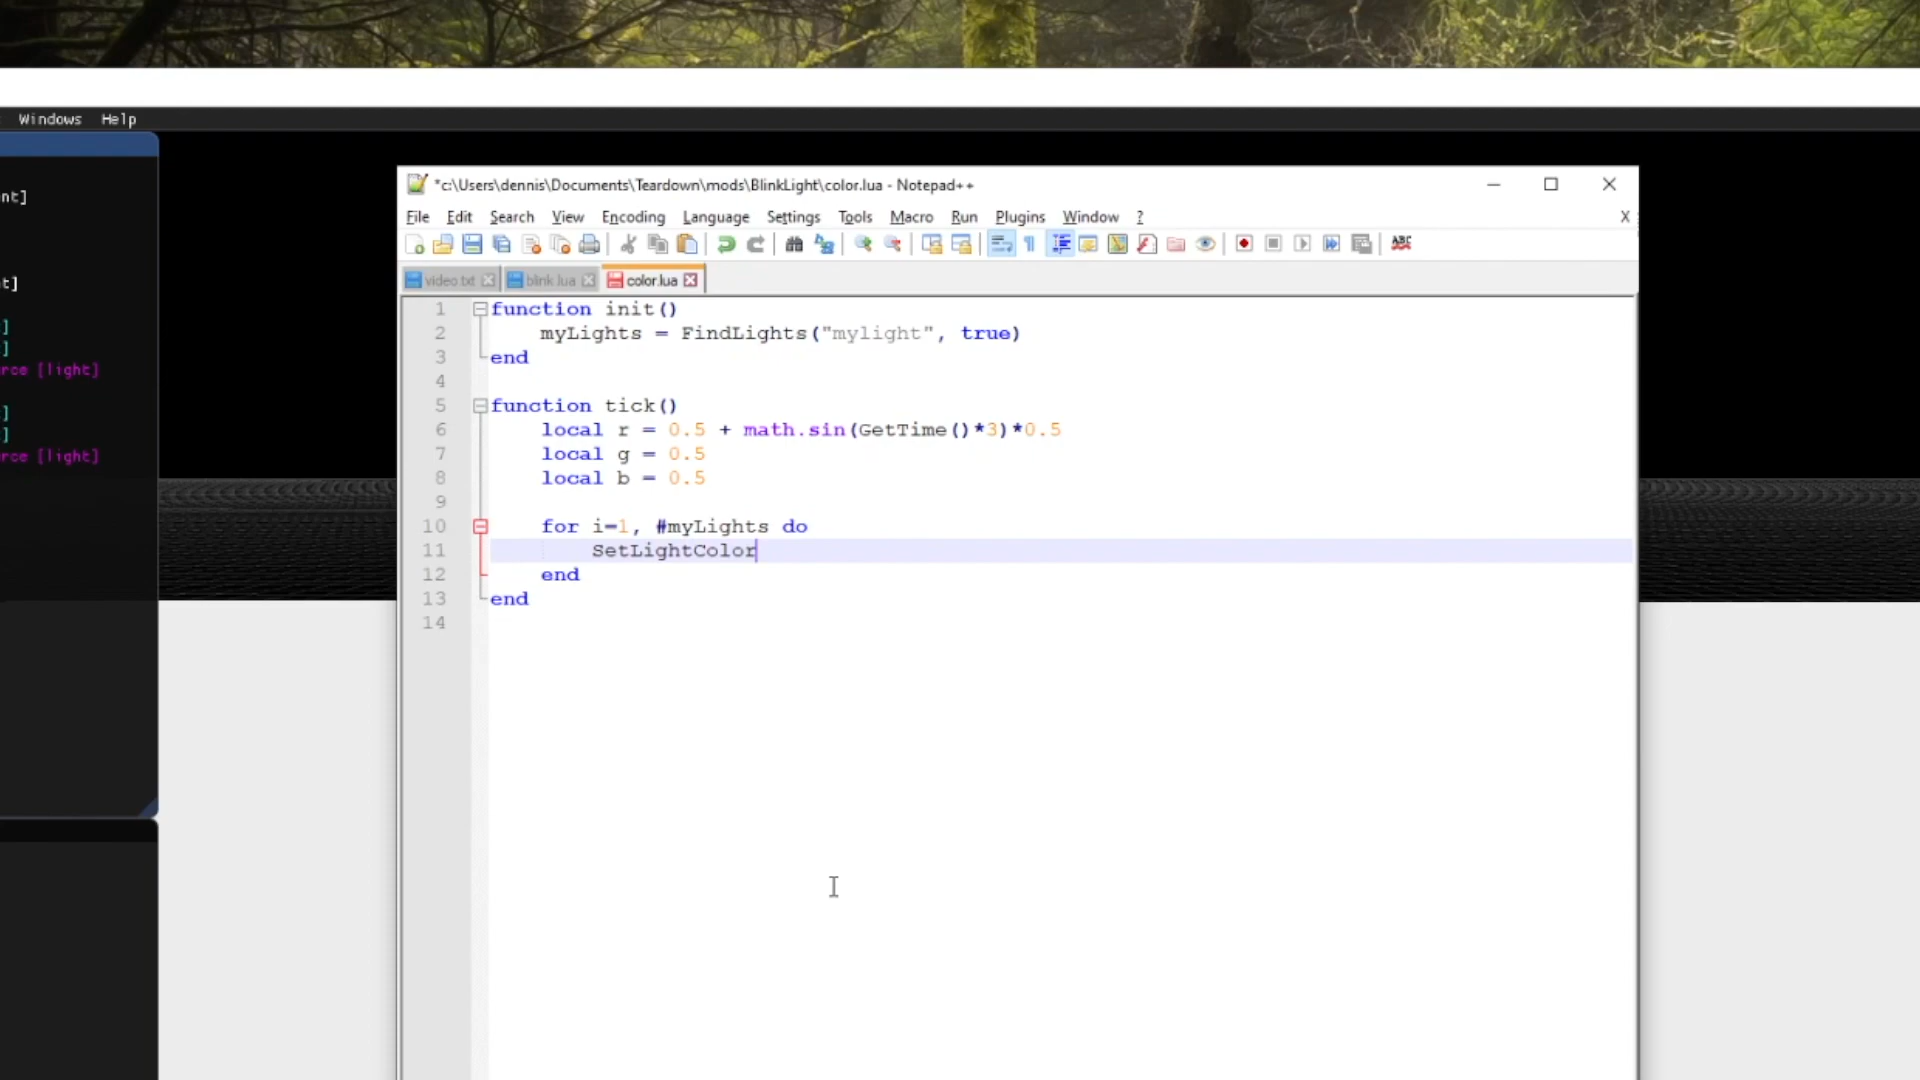 Windows Help
nt]
t]
]
]
rce [light]
]
]
rce [light]
*c:\Users\dennis\Documents\Teardown\mods\BlinkLight\color.lua - Notepad++
File Edit Search View Encoding Language Settings Tools Macro Run Plugins Window ? X
ABC
video.txt blink.lua color.lua
1 function init()
2 myLights = FindLights("mylight", true)
3 end
4
5 function tick()
6 local r = 0.5 + math.sin(GetTime()*3)*0.5
7 local g = 0.5
8 local b = 0.5
9
10 for i=1, #myLights do
11 SetLightColor
12 end
13 end
14